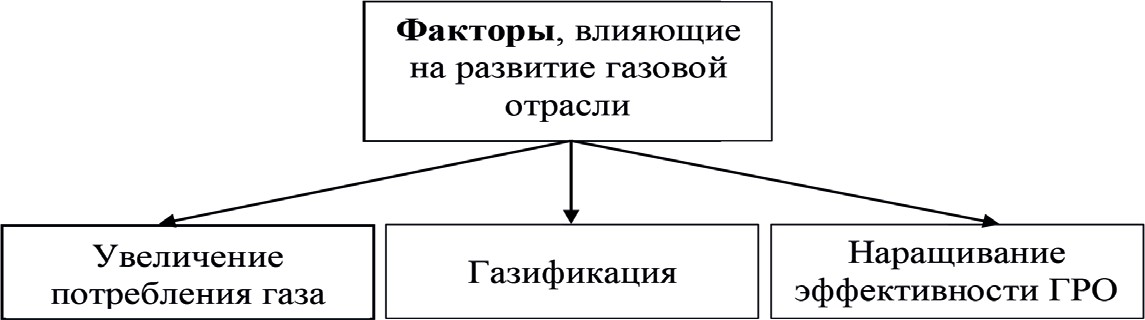 Факторы, влияющие
на развитие газовой
отрасли
Увеличение
потребления газа
Газификация
Наращивание
эффективности ГРО